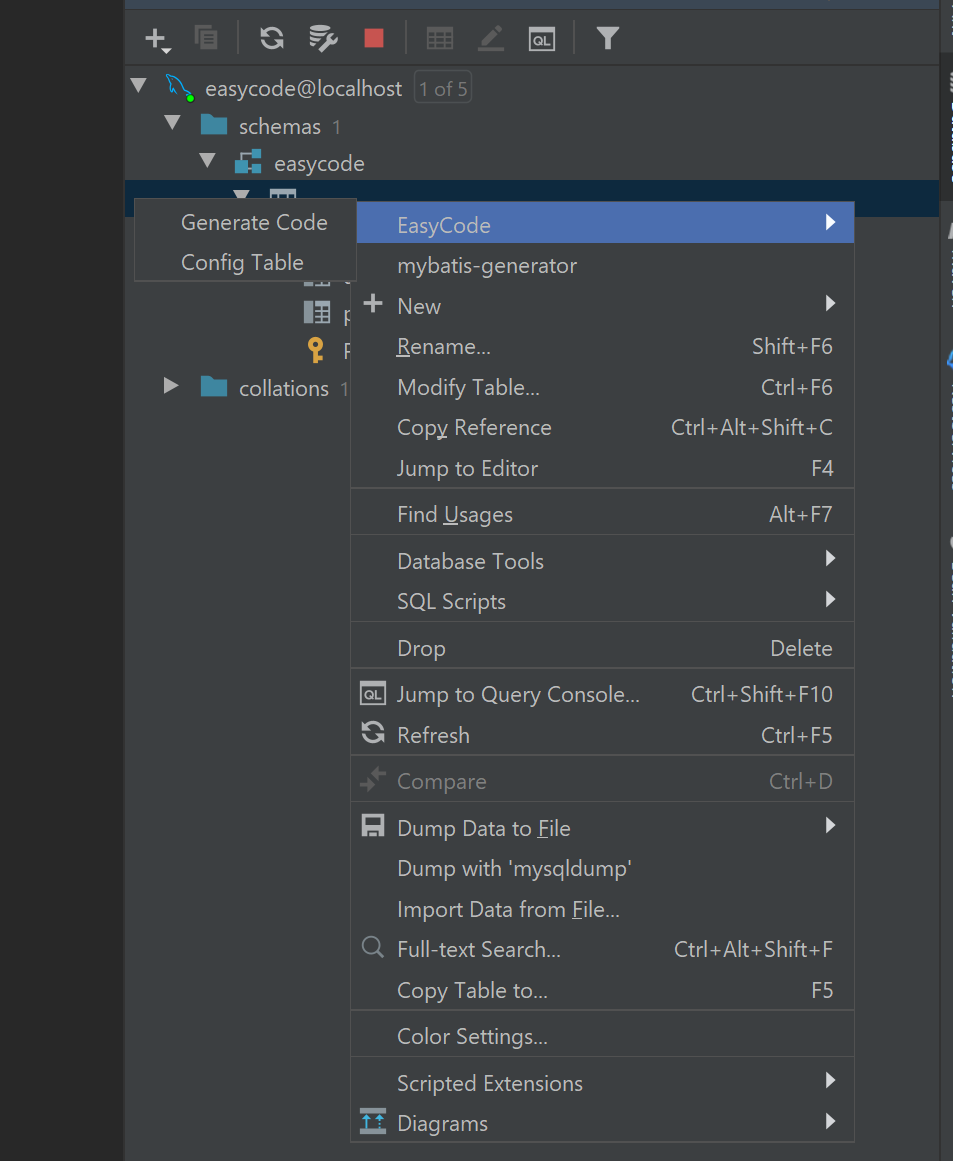 QL
easycode@localhost 1 of 5
schemas 1
easycode
Generate Code
Config Table
EasyCode
mybatis-generator
New
Rename... Shift+F6
collations 1
Modify Table... Ctrl+F6
Copy Reference Ctrl+Alt+Shift+C
Jump to Editor F4
Find Usages Alt+F7
Database Tools
SQL Scripts
Drop Delete
QL Jump to Query Console... Ctrl+Shift+F10
Refresh Ctrl+F5
Compare Ctrl+D
Dump Data to File
Dump with 'mysqldump'
Import Data from File...
Full-text Search... Ctrl+Alt+Shift+F
Copy Table to... F5
Color Settings...
Scripted Extensions
Diagrams